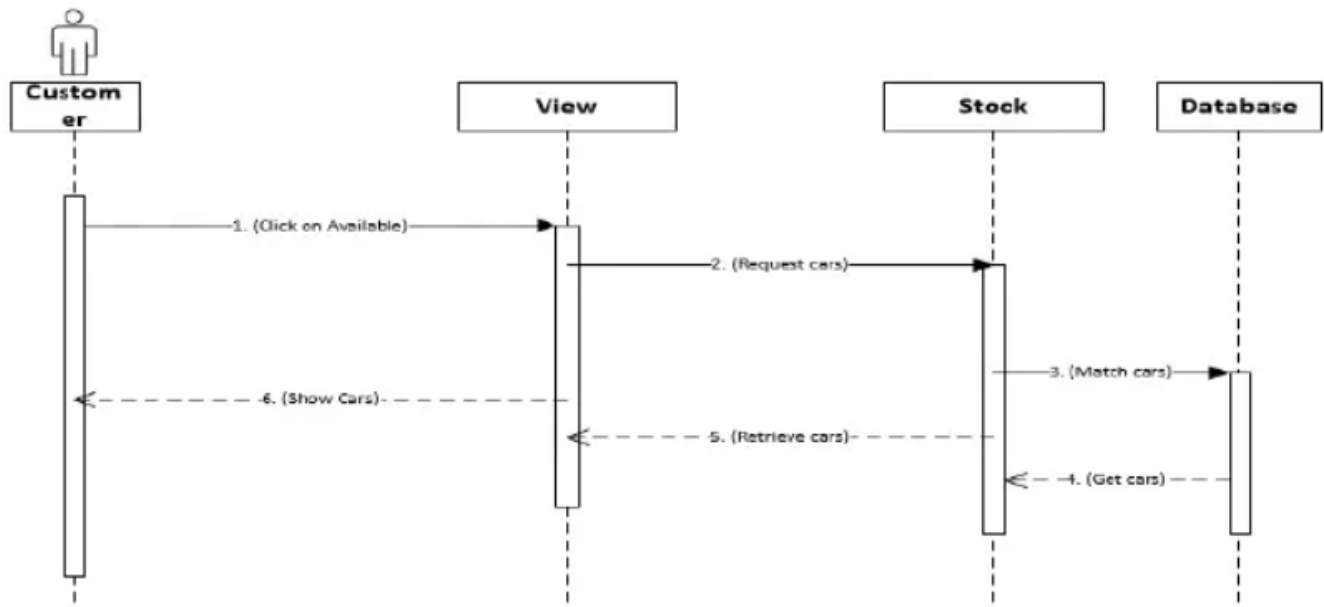 Custom
er
View
Stock
Database
1. (Click on Available)
2. (Request cars)
3. (Match cars)
6. (Show Cars)
5. (Retrieve cars)
4. (Get cars)